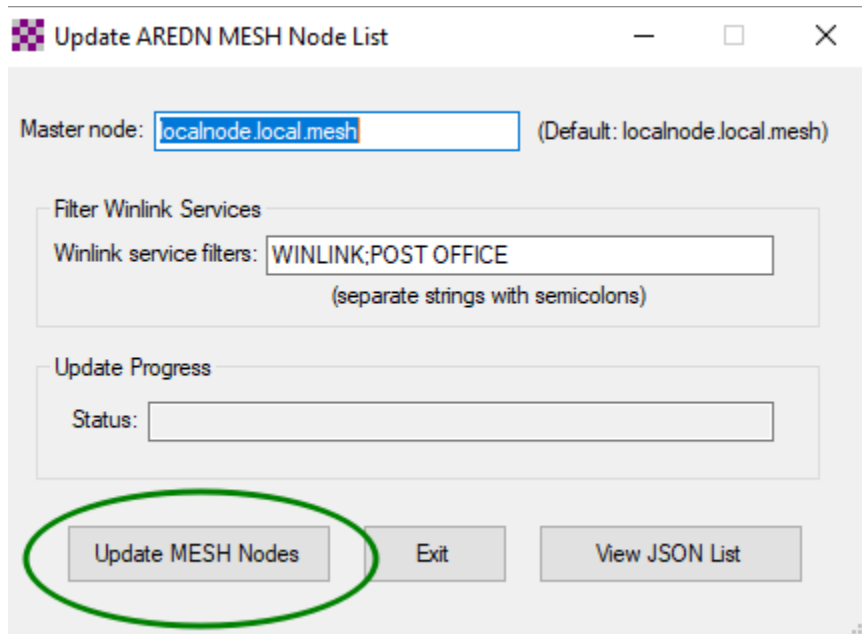 Update AREDN MESH Node List
Master node: localnode.local.mesh (Default: localnode.local.mesh)
Filter Winlink Services
Winlink service filters: WINLINK;POST OFFICE
(separate strings with semicolons)
Update Progress
Status:
Update MESH Nodes Exit View JSON List